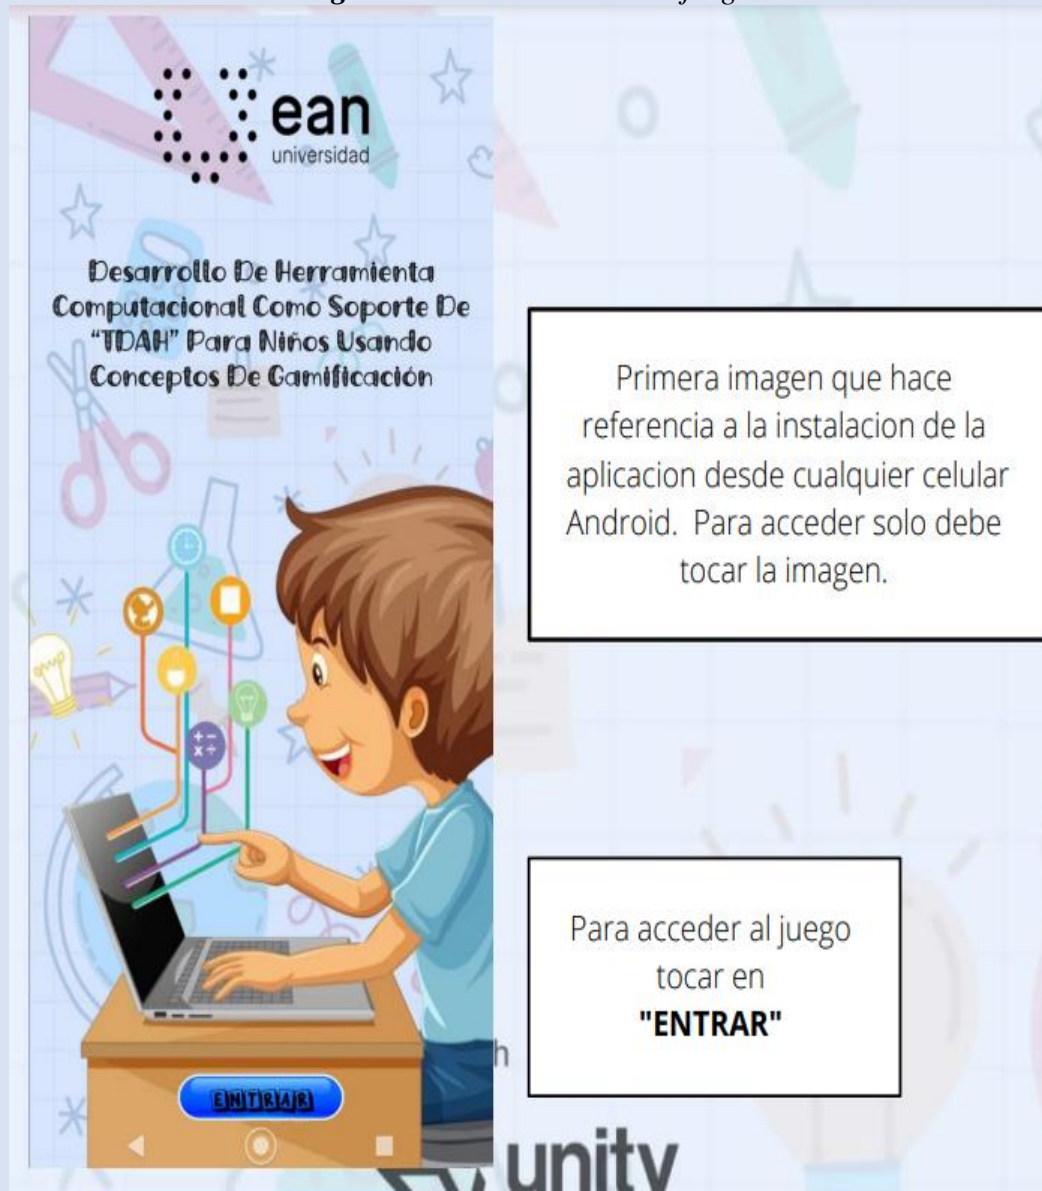 ean
universidad
Desarrollo De Herramienta
Computacional Como Soporte De
"TDAH" Para Niños Usando
Conceptos De Gamificación
ENTRAR
Primera imagen que hace
referencia a la instalacion de la
aplicacion desde cualquier celular
Android. Para acceder solo debe
tocar la imagen.
Para acceder al juego
tocar en
"ENTRAR"
unity